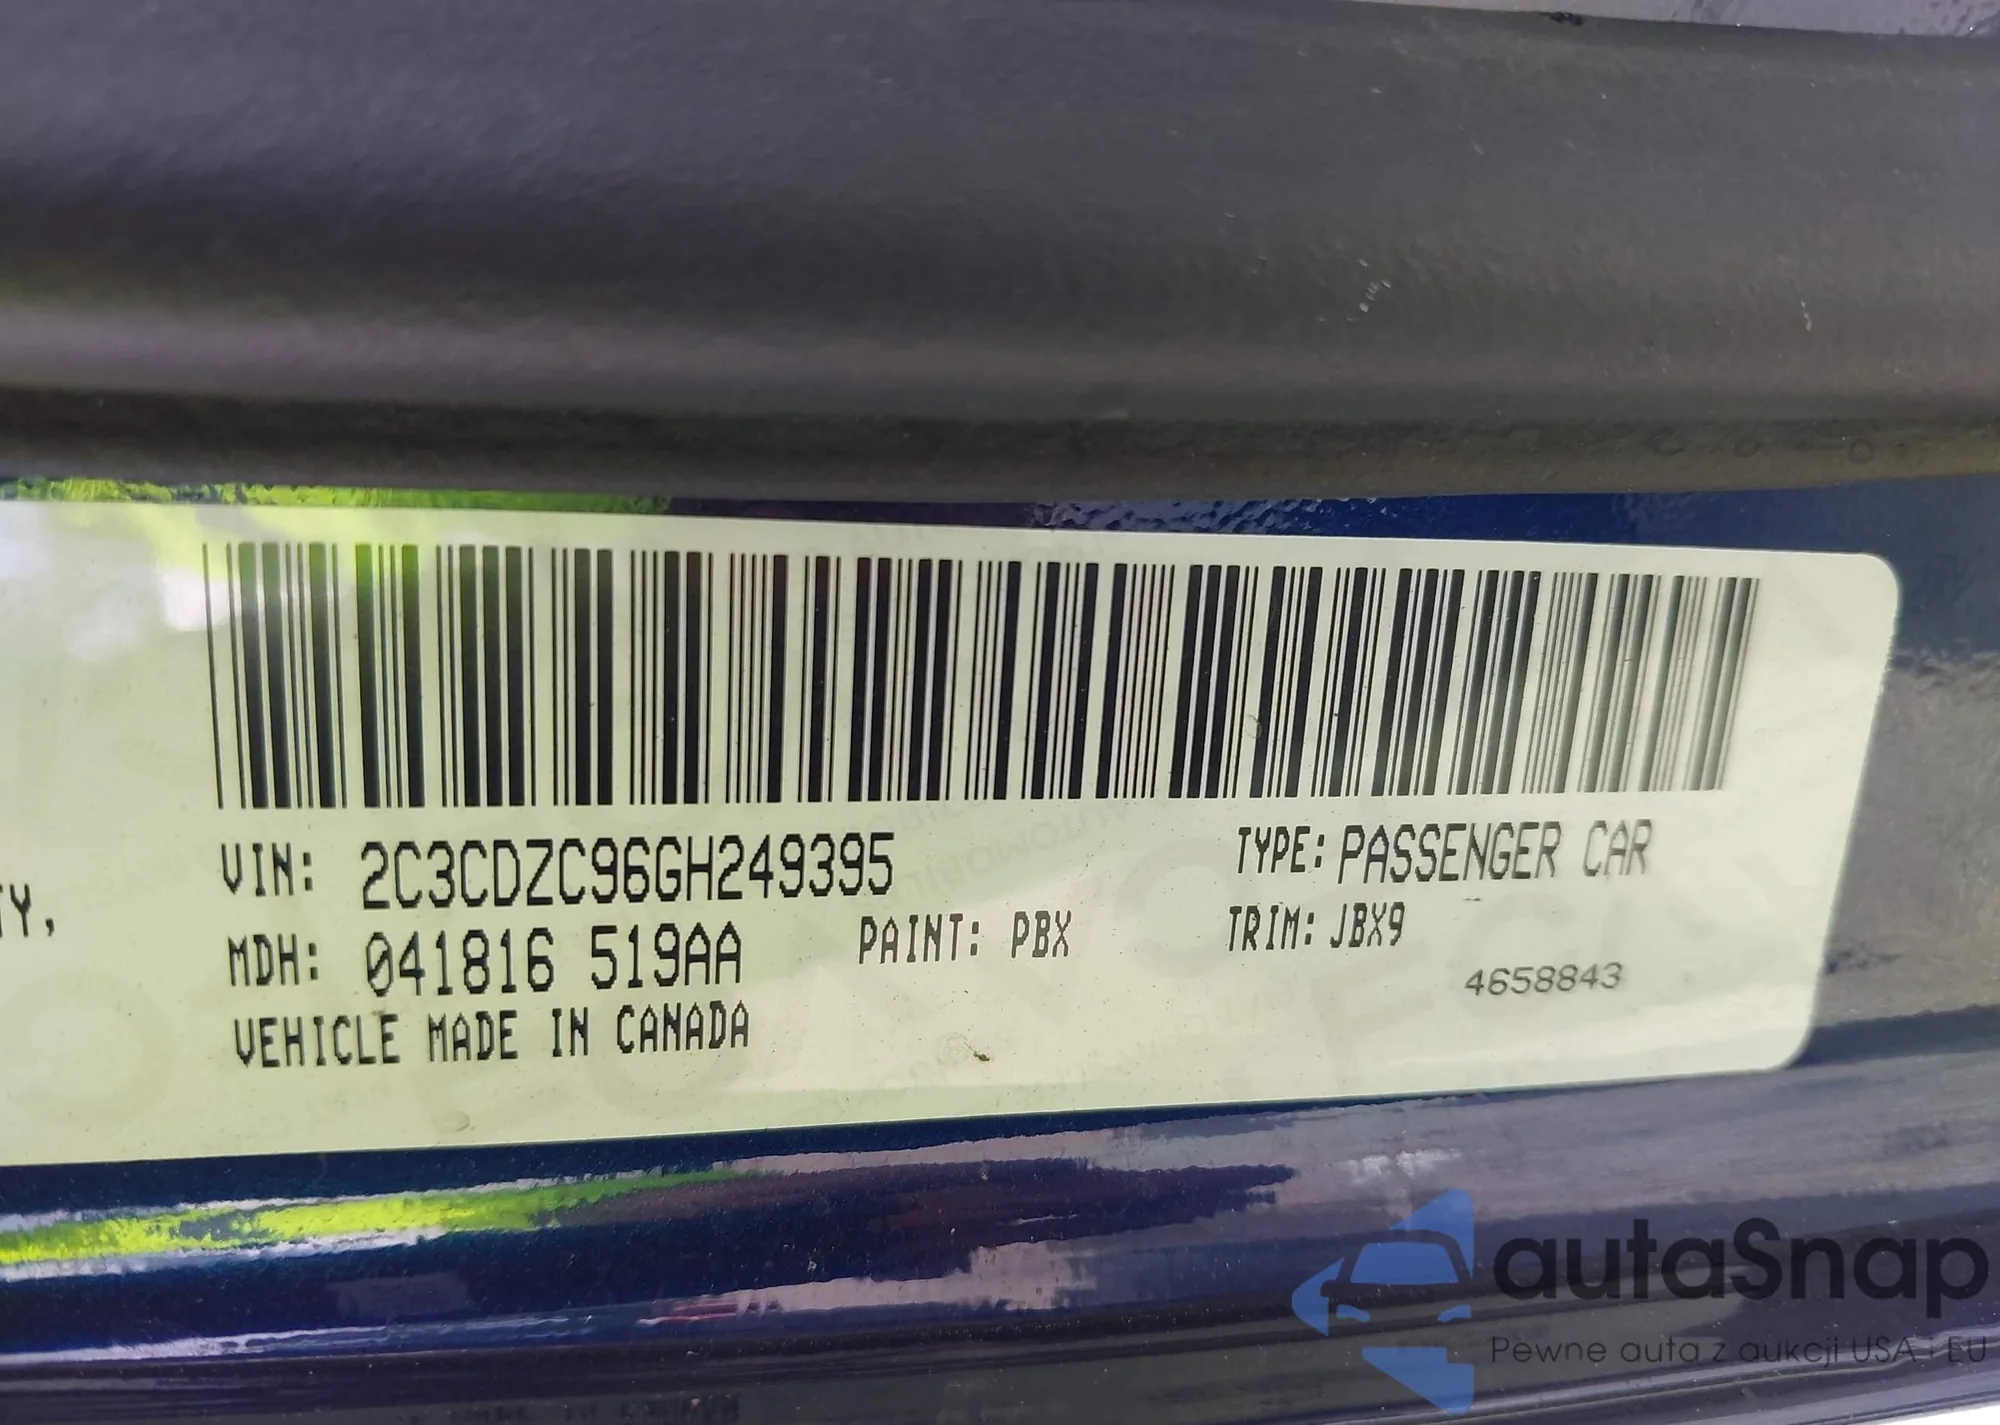 VIN: 2C3CDZC96GH249395
TYPE: PASSENGER CAR
TY,
MDH: 041816 519AA
PAINT: PBX
TRIM: JBX9
4658843
VEHICLE MADE IN CANADA
autaSnap
Pewne auta z aukcji USA i EU